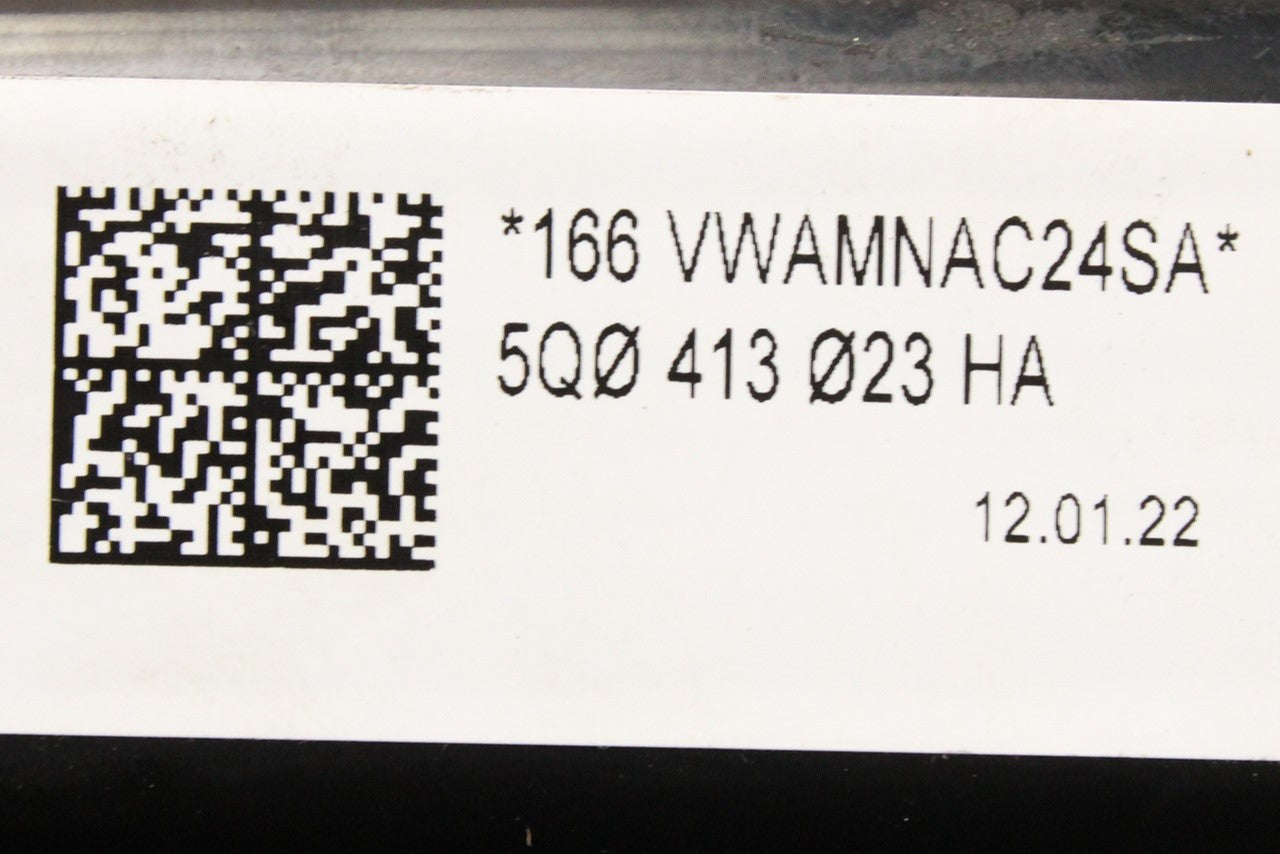 *166 VWAMNAC24SA*
5QØ 413 Ø23 HA
12.01.22